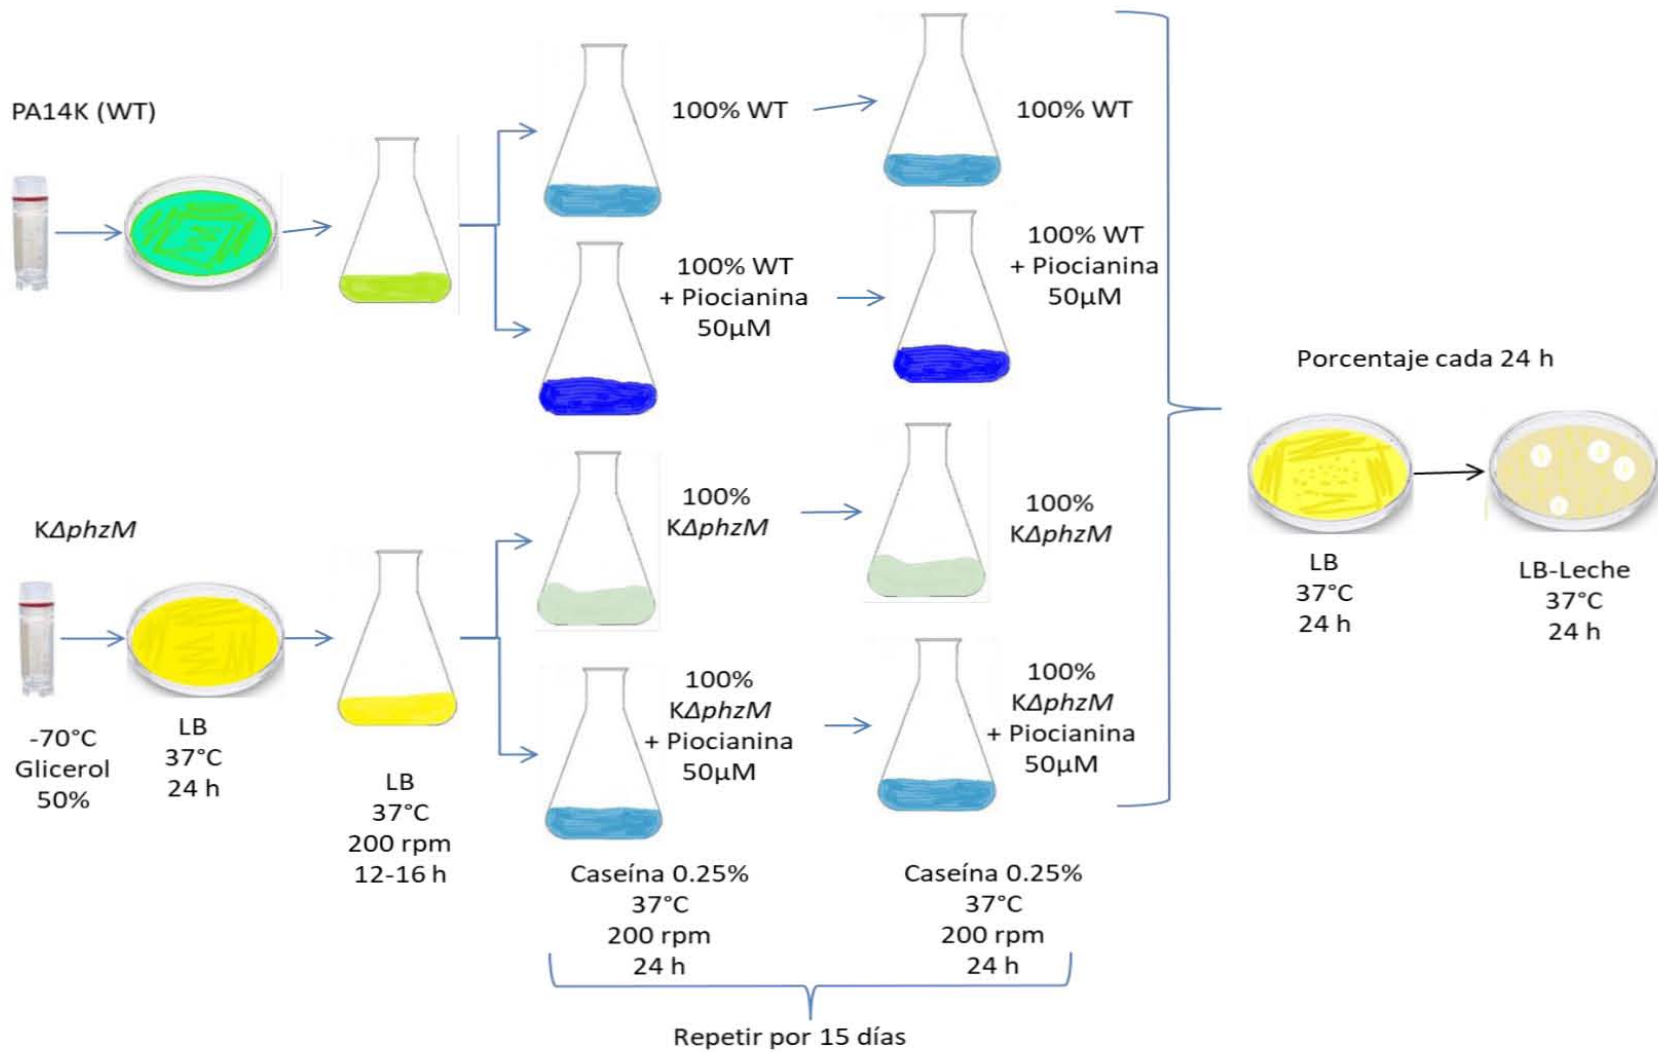 PA14K (WT)
100% WT
100% WT
100% WT
+ Piocianina
50µM
100% WT
+ Piocianina
50µM
Porcentaje cada 24 h
KΔphzM
100%
KΔphzM
100%
KΔphzM
100%
KΔphzM
+ Piocianina
50µM
100%
KΔphzM
+ Piocianina
50µM
-70°C
Glicerol
50%
LB
37°C
24 h
LB
37°C
200 rpm
12-16 h
Caseína 0.25%
37°C
200 rpm
24 h
Caseína 0.25%
37°C
200 rpm
24 h
LB
37°C
24 h
LB-Leche
37°C
24 h
Repetir por 15 días